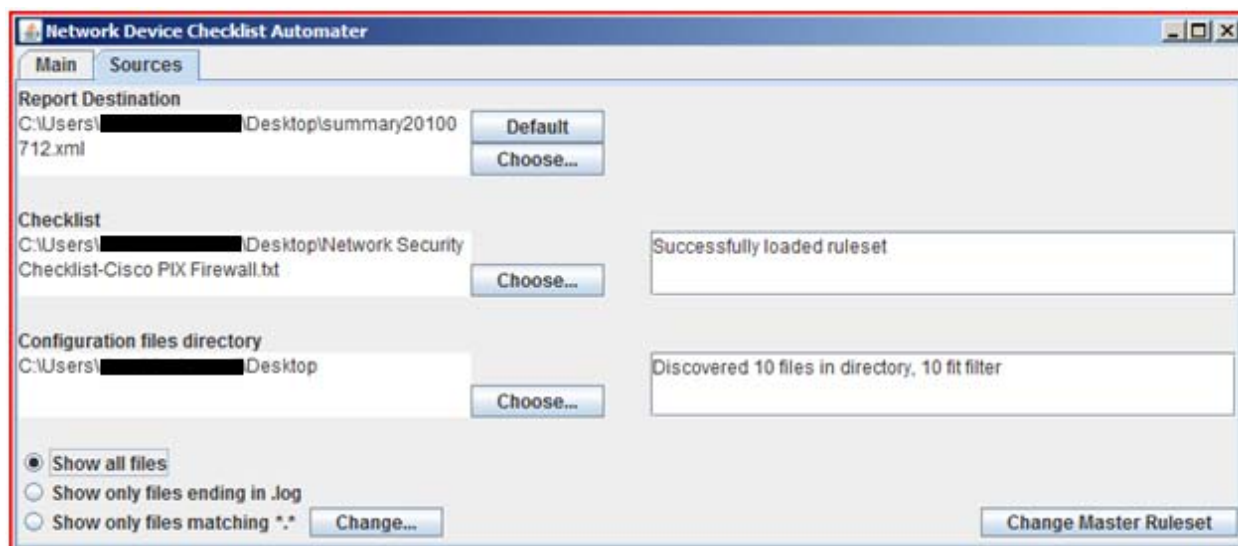 Network Device Checklist Automater
Main Sources
Report Destination
C:\Users\ \Desktop\summary20100
712.xml
Default
Choose...
Checklist
C:\Users\ \Desktop\Network Security
Checklist-Cisco PIX Firewall.txt
Choose...
Successfully loaded ruleset
Configuration files directory
C:\Users\ \Desktop
Choose...
Discovered 10 files in directory, 10 fit filter
Show all files
Show only files ending in .log
Show only files matching *.* Change...
Change Master Ruleset